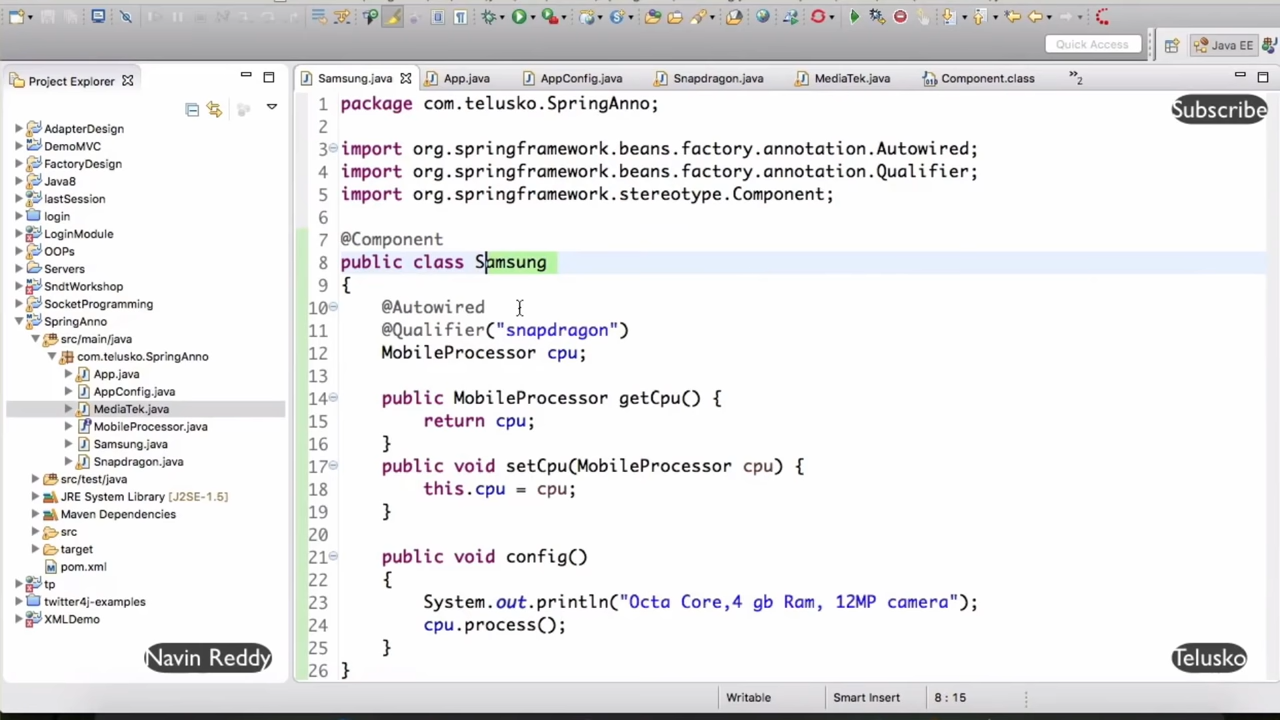 Quick Access
Java EE
Project Explorer
AdapterDesign
DemoMVC
FactoryDesign
Java8
lastSession
login
LoginModule
OOPs
Servers
SndtWorkshop
SocketProgramming
SpringAnno
src/main/java
com.telusko.SpringAnno
App.java
AppConfig.java
MediaTek.java
MobileProcessor.java
Samsung.java
Snapdragon.java
src/test/java
JRE System Library [J2SE-1.5]
Maven Dependencies
src
target
pom.xml
tp
twitter4j-examples
XMLDemo
Navin Reddy
Samsung.java App.java AppConfig.java Snapdragon.java MediaTek.java Component.class »2
Subscribe
1 package com.telusko.SpringAnno;
2
3 import org.springframework.beans.factory.annotation.Autowired;
4 import org.springframework.beans.factory.annotation.Qualifier;
5 import org.springframework.stereotype.Component;
6
7 @Component
8 public class Samsung
9 {
10 @Autowired
11 @Qualifier("snapdragon")
12 MobileProcessor cpu;
13
14 public MobileProcessor getCpu() {
15 return cpu;
16 }
17 public void setCpu(MobileProcessor cpu) {
18 this.cpu = cpu;
19 }
20
21 public void config()
22 {
23 System.out.println("Octa Core,4 gb Ram, 12MP camera");
24 cpu.process();
25 }
26 }
Telusko
Writable Smart Insert 8 : 15